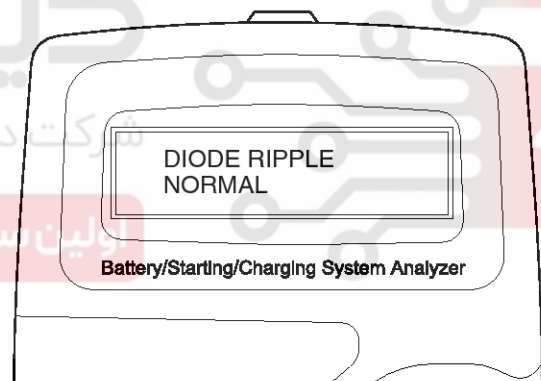 شرکت د
DIODE RIPPLE
NORMAL
اولین س
Battery/Starting/Charging System Analyzer